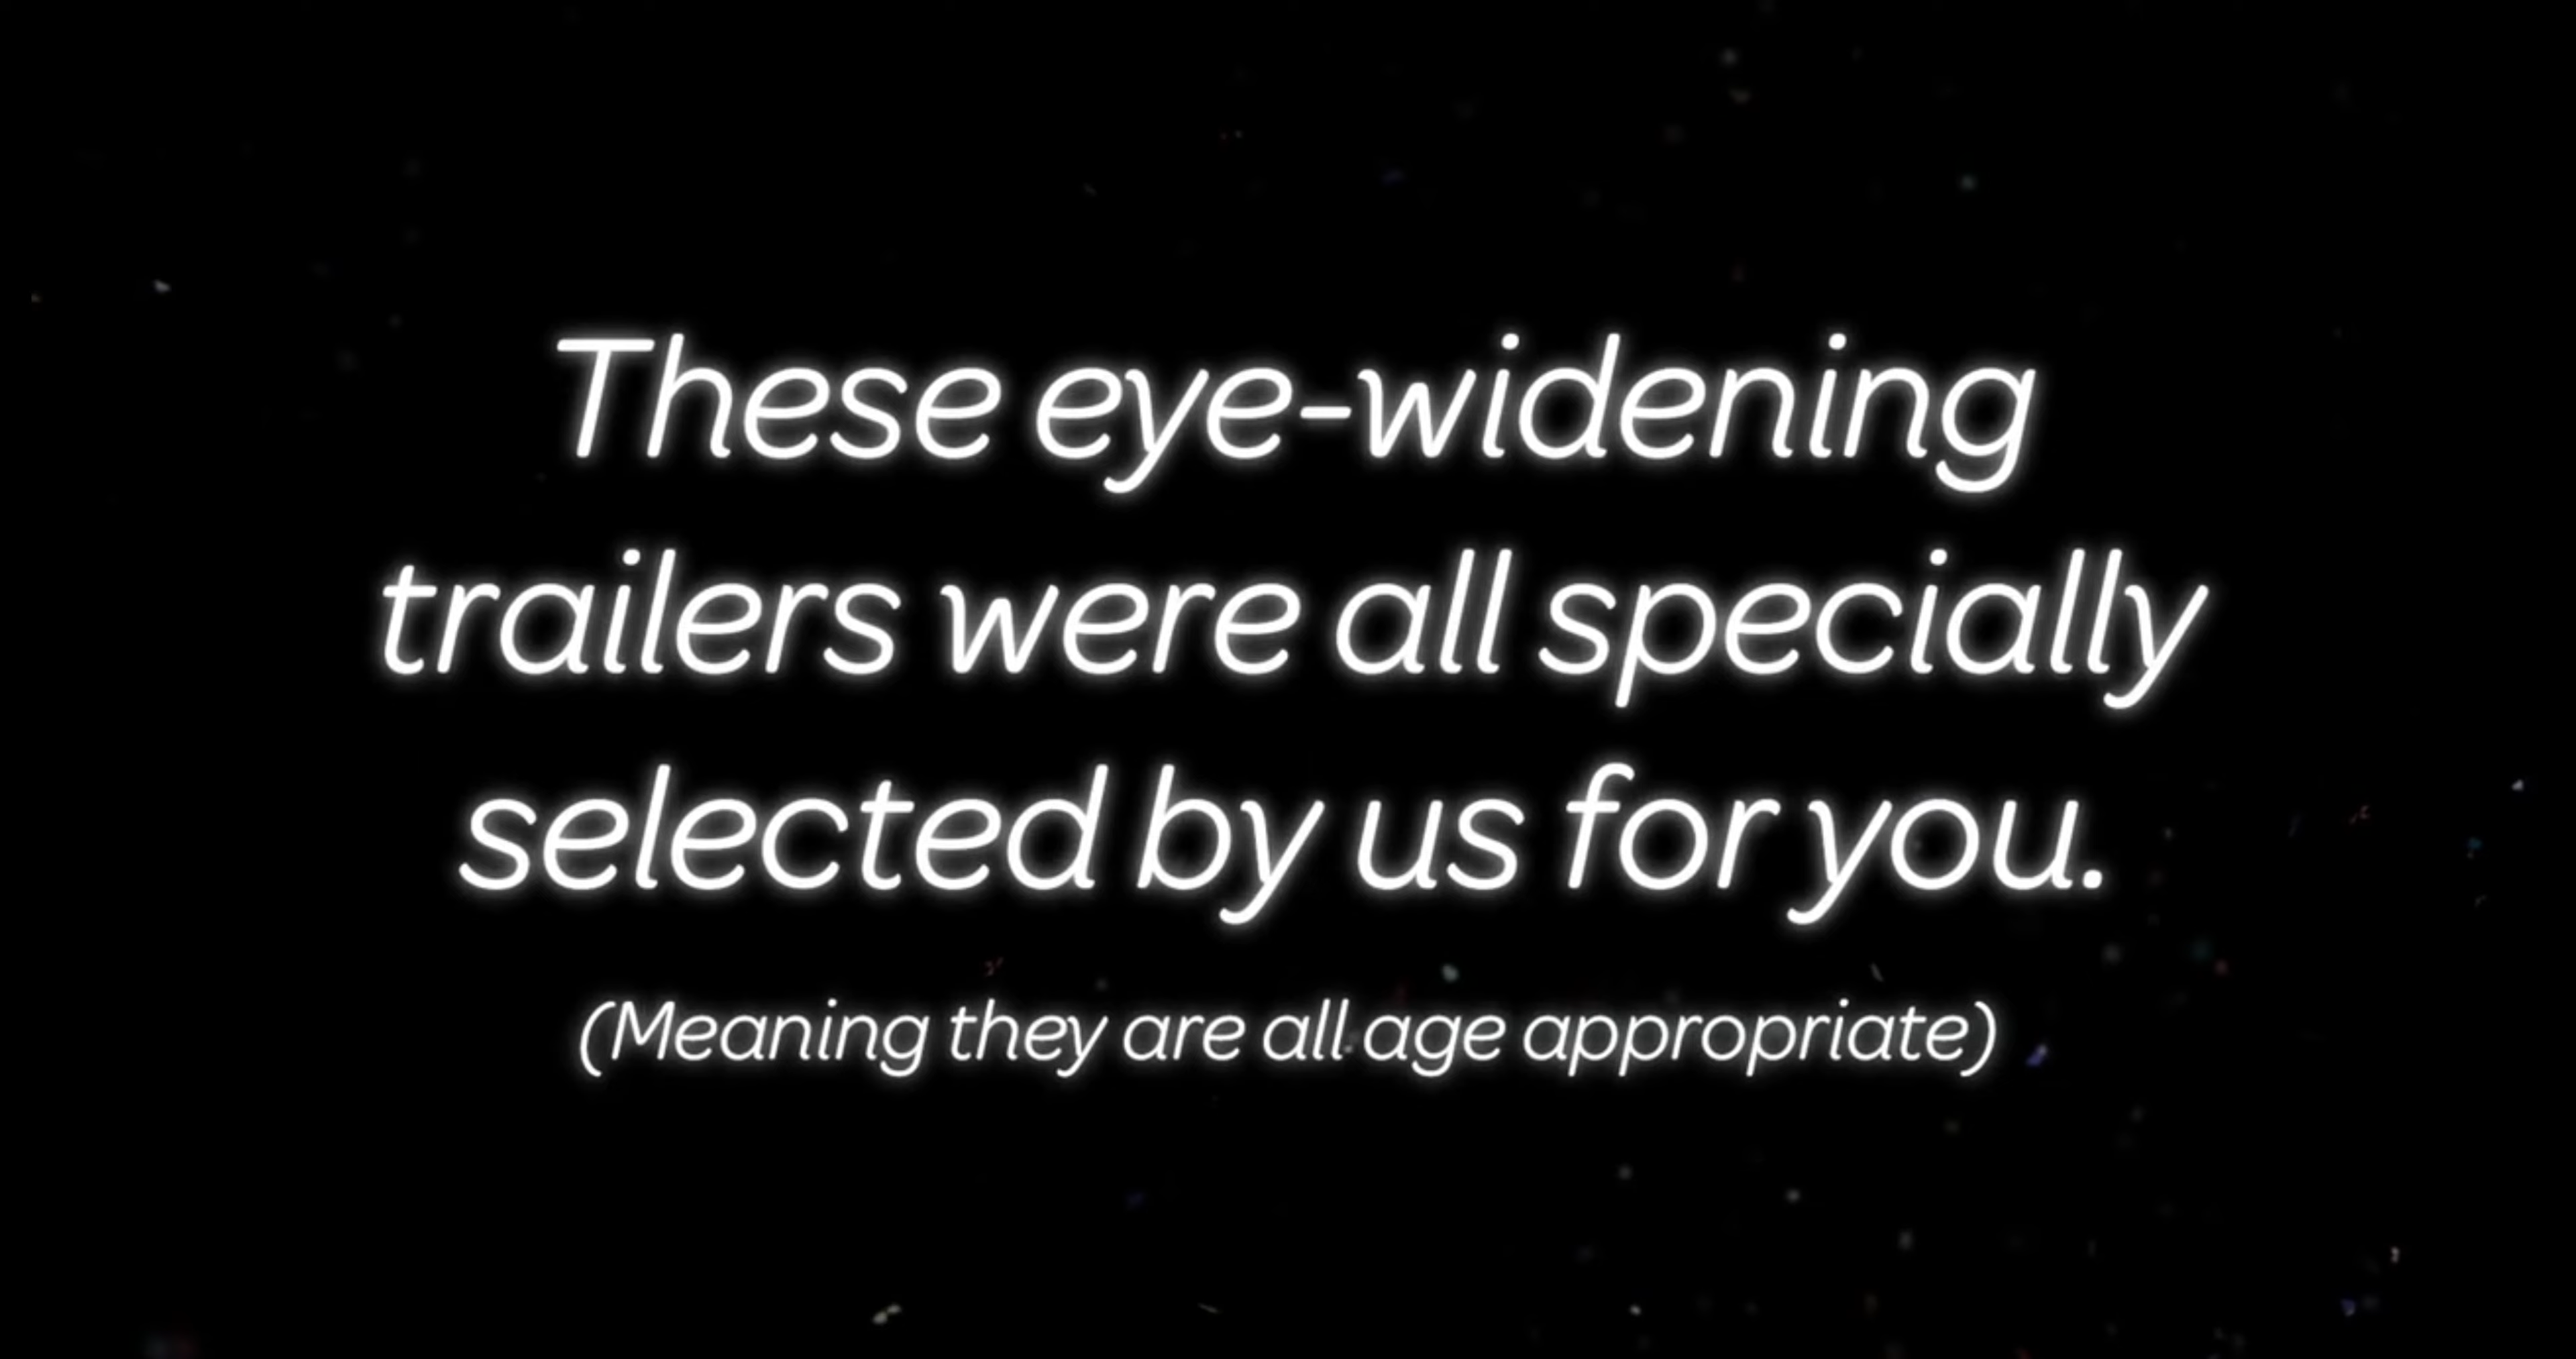 These eye-widening
trailers were all specially
selected by us for you.
(Meaning they are all age appropriate)